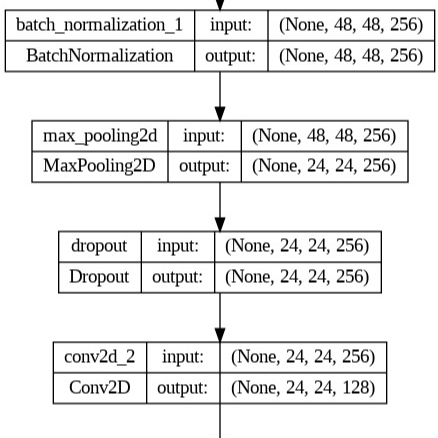 batch_normalization_1 input: (None, 48, 48, 256)
BatchNormalization output: (None, 48, 48, 256)
max_pooling2d input: (None, 48, 48, 256)
MaxPooling2D output: (None, 24, 24, 256)
dropout input: (None, 24, 24, 256)
Dropout output: (None, 24, 24, 256)
conv2d_2 input: (None, 24, 24, 256)
Conv2D output: (None, 24, 24, 128)